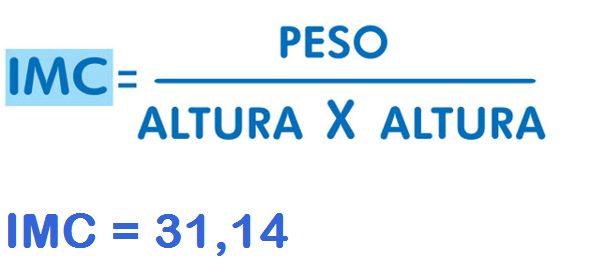 IMC = PESO
ALTURA X ALTURA
IMC = 31,14